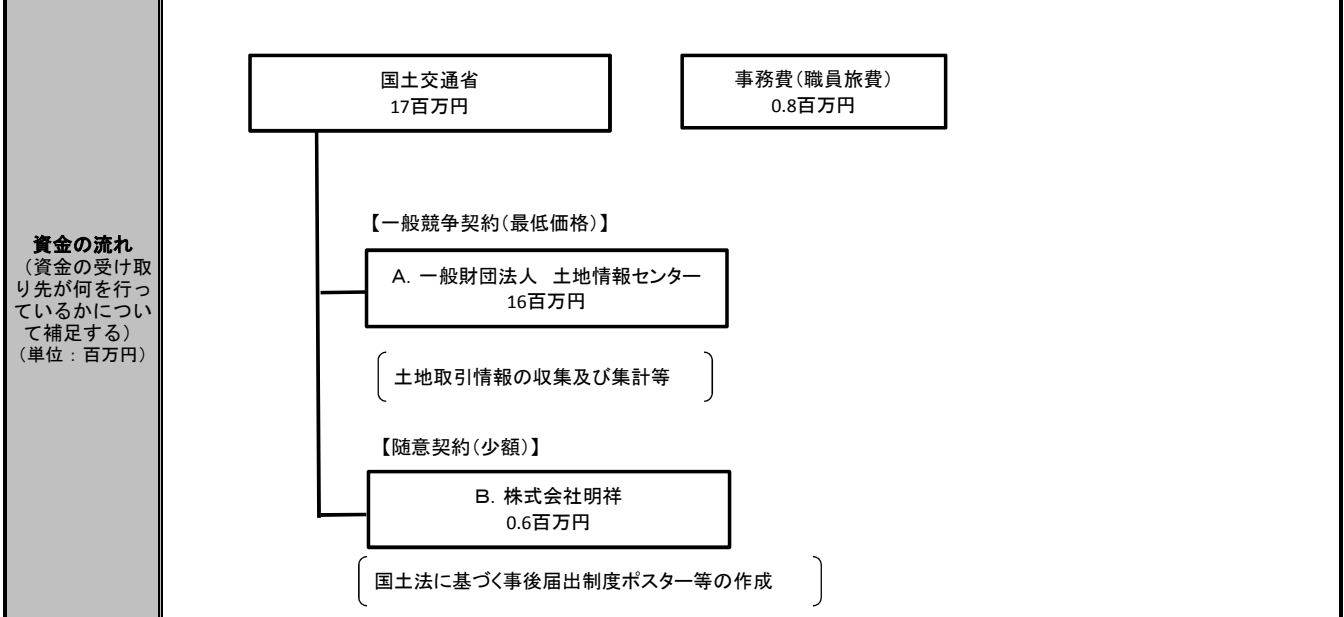 資金の流れ
（資金の受け取
り先が何を行っ
ているかについ
て補足する）
（単位：百万円）
国土交通省
17百万円
事務費（職員旅費）
0.8百万円
【一般競争契約（最低価格）】
A．一般財団法人　土地情報センター
16百万円
土地取引情報の収集及び集計等
【随意契約（少額）】
B．株式会社明祥
0.6百万円
国土法に基づく事後届出制度ポスター等の作成